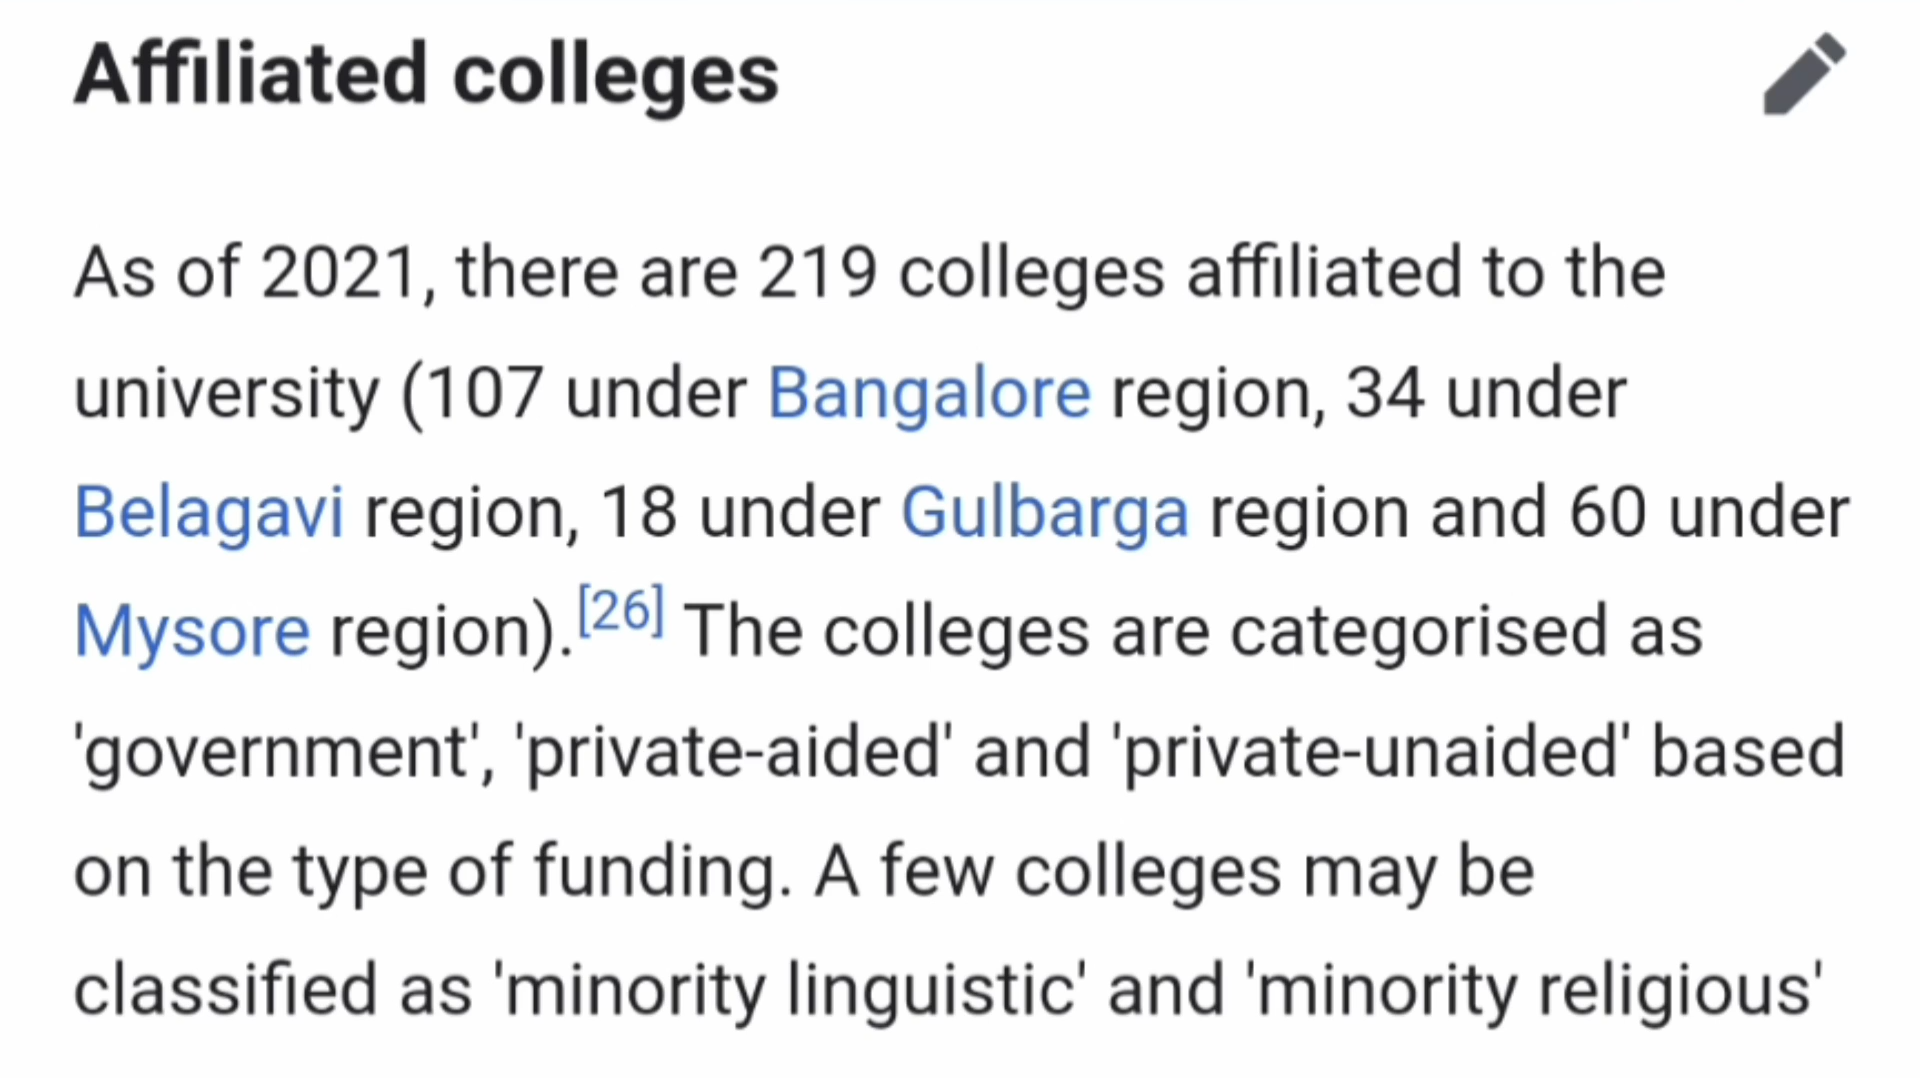 Affiliated colleges
As of 2021, there are 219 colleges affiliated to the
university (107 under Bangalore region, 34 under
Belagavi region, 18 under Gulbarga region and 60 under
Mysore region).[26] The colleges are categorised as
'government', 'private-aided' and 'private-unaided' based
on the type of funding. A few colleges may be
classified as 'minority linguistic' and 'minority religious'